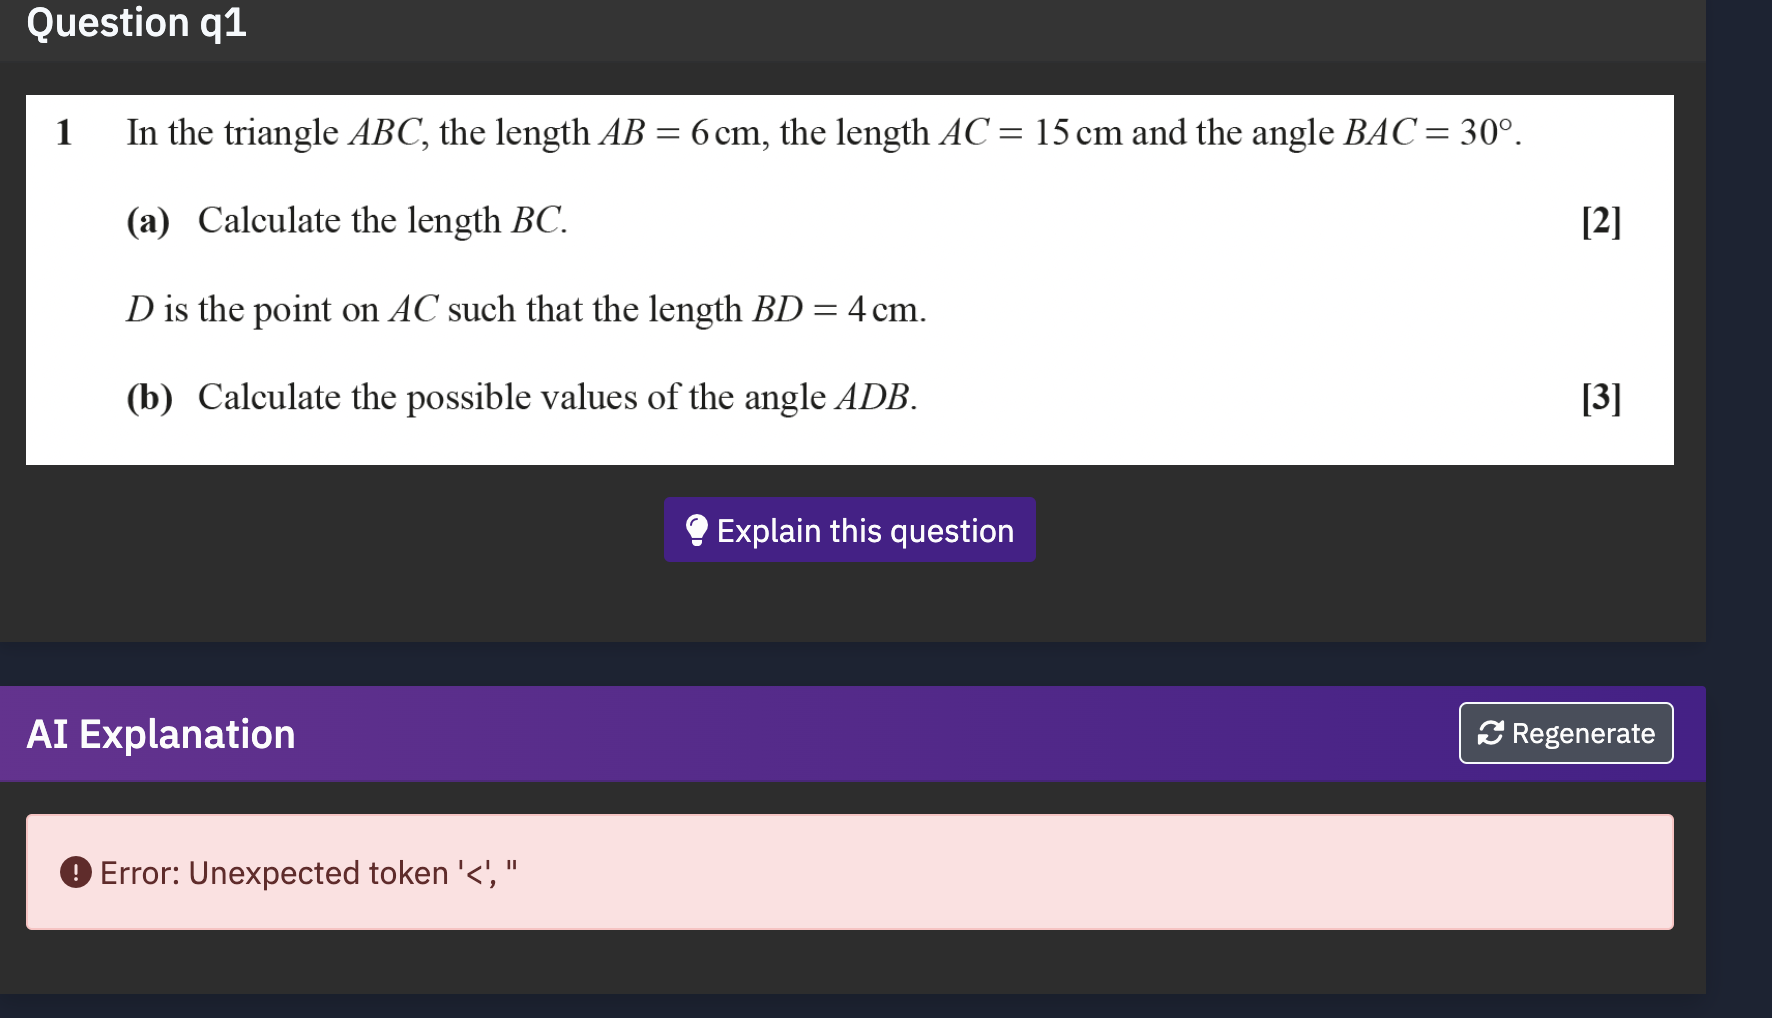 Question q1
1 In the triangle ABC, the length AB = 6 cm, the length AC = 15 cm and the angle BAC = 30°.
(a) Calculate the length BC. [2]
D is the point on AC such that the length BD = 4 cm.
(b) Calculate the possible values of the angle ADB. [3]
Explain this question
AI Explanation
Regenerate
Error: Unexpected token '<', "